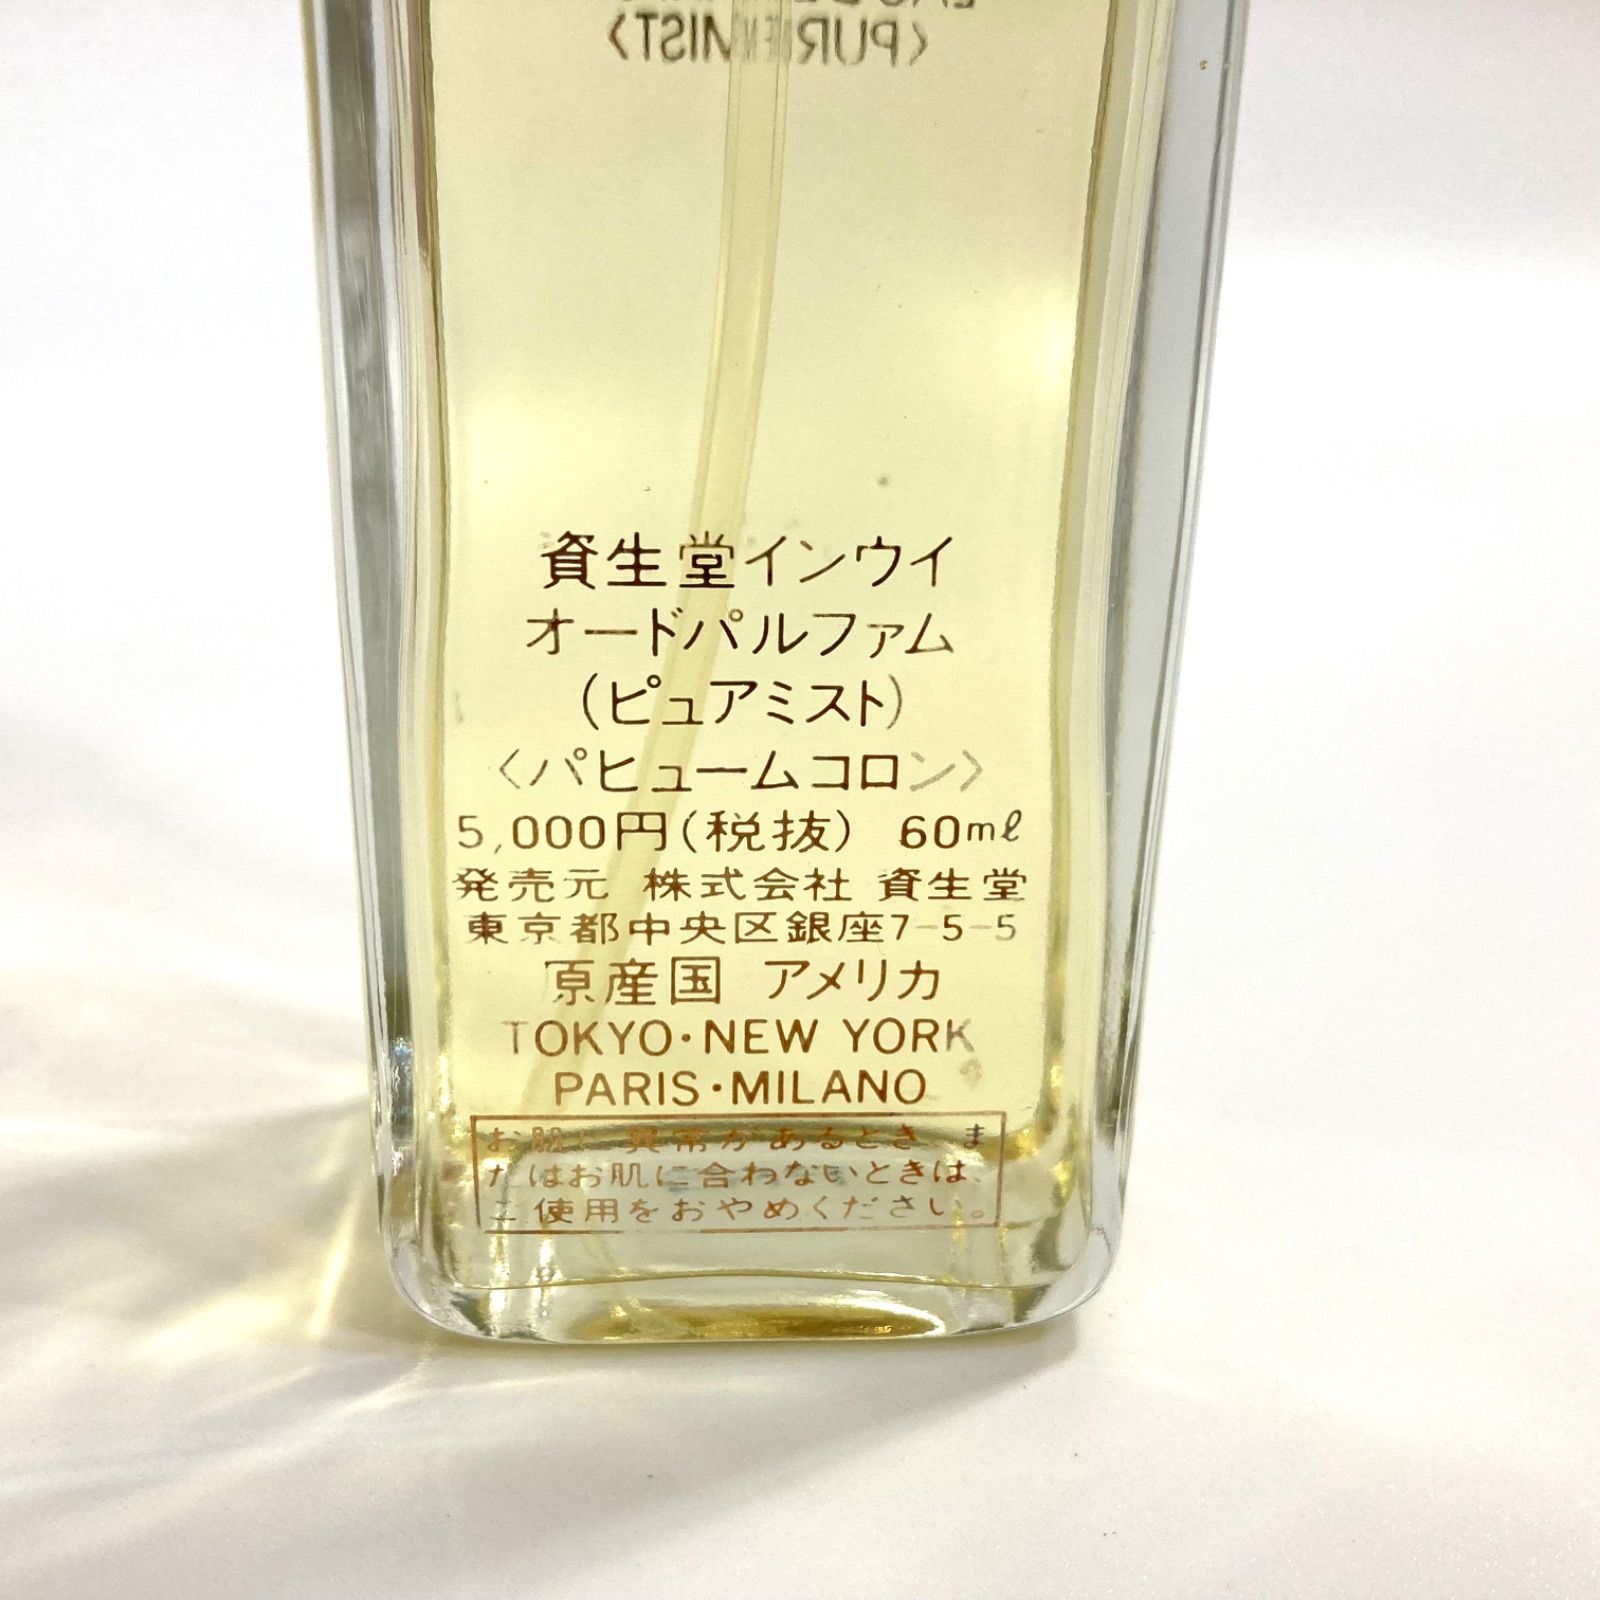 <PURE MIST>
資生堂インウイ
オードパルファム
(ピュアミスト)
〈パヒュームコロン〉
5,000円(税抜) 60ml
発売元 株式会社 資生堂
東京都中央区銀座7-5-5
原産国 アメリカ
TOKYO・NEW YORK
PARIS・MILANO
お肌に異常があるとき ま
たはお肌に合わないときは、
ご使用をおやめください。